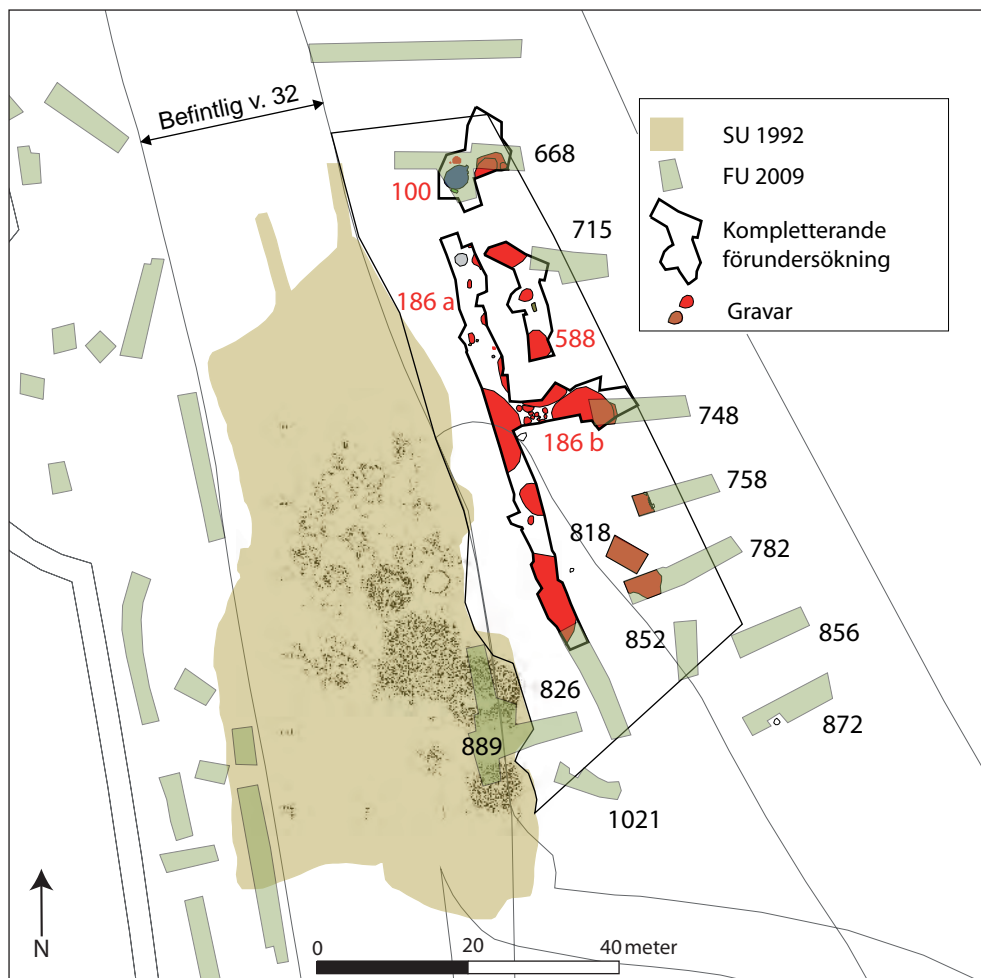 Befintlig v. 32
SU 1992
FU 2009
Kompletterande
förundersökning
Gravar
668
100
715
186 a
588
748
186 b
758
818
782
852
856
826
872
889
1021
N
0
20
40 meter